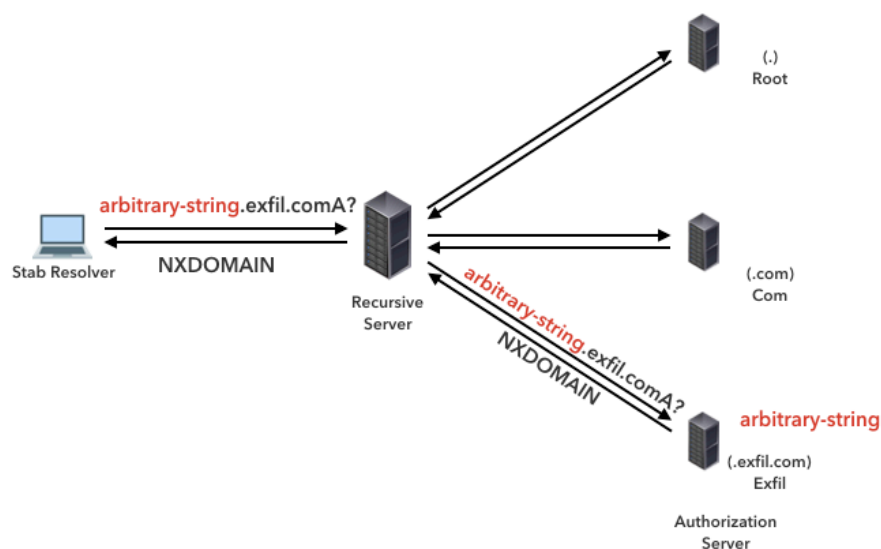 (.)
Root
arbitrary-string.exfil.comA?
NXDOMAIN
Stab Resolver
Recursive
Server
(.com)
Com
arbitrary-string.exfil.comA?
NXDOMAIN
arbitrary-string
(.exfil.com)
Exfil
Authorization
Server